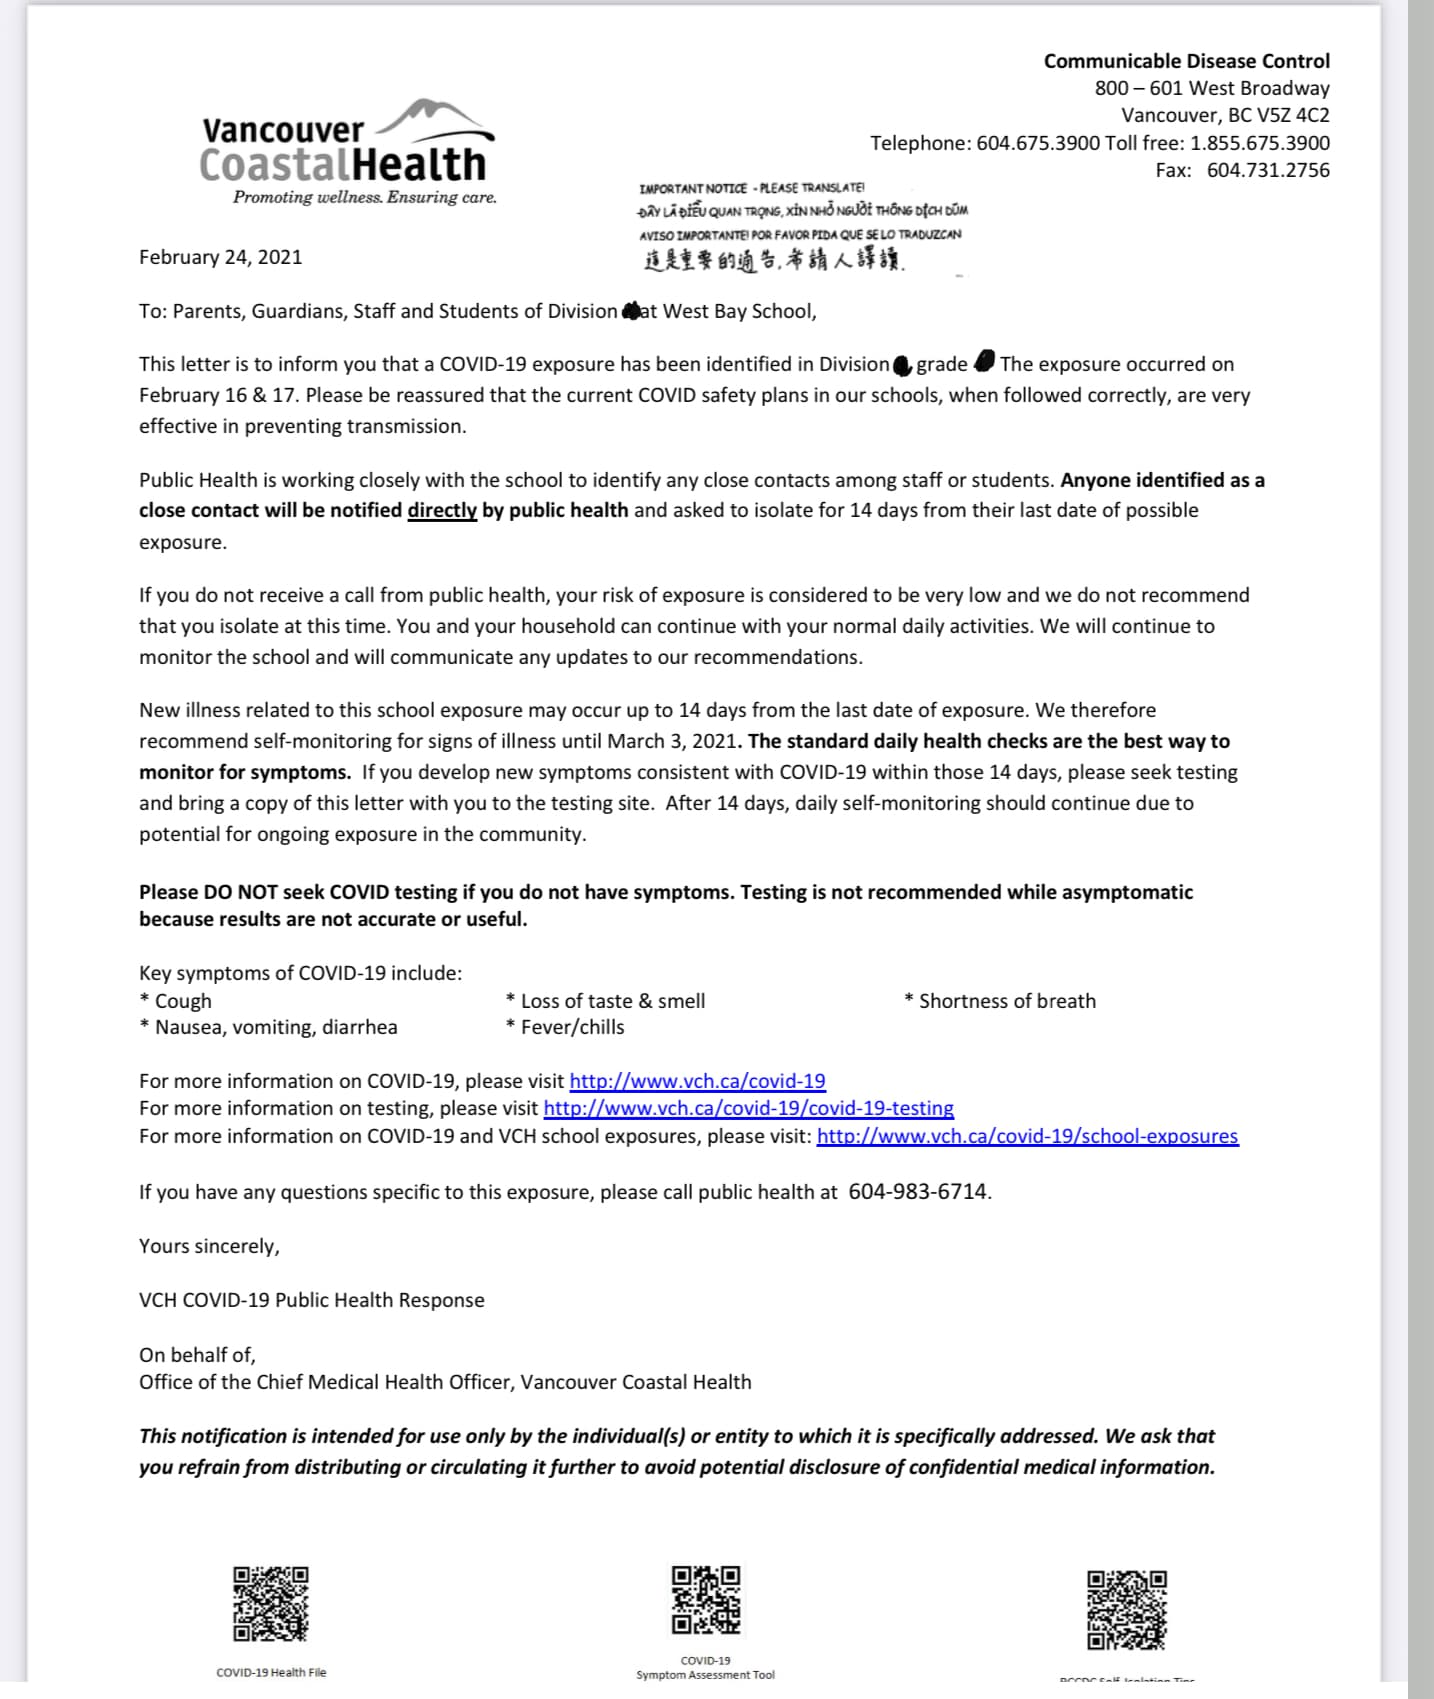 Communicable Disease Control
800 – 601 West Broadway
Vancouver, BC V5Z 4C2
Telephone: 604.675.3900 Toll free: 1.855.675.3900
Fax: 604.731.2756
Vancouver
CoastalHealth
Promoting wellness. Ensuring care.
IMPORTANT NOTICE - PLEASE TRANSLATE!
ĐÂY LÀ ĐIỀU QUAN TRỌNG, XIN NHỜ NGƯỜI THÔNG DỊCH DÙM
AVISO IMPORTANTE! POR FAVOR PIDA QUE SE LO TRADUZCAN
這是重要的通告,希請人譯讀.
February 24, 2021
To: Parents, Guardians, Staff and Students of Division at West Bay School,
This letter is to inform you that a COVID-19 exposure has been identified in Division , grade The exposure occurred on
February 16 & 17. Please be reassured that the current COVID safety plans in our schools, when followed correctly, are very
effective in preventing transmission.
Public Health is working closely with the school to identify any close contacts among staff or students. Anyone identified as a
close contact will be notified directly by public health and asked to isolate for 14 days from their last date of possible
exposure.
If you do not receive a call from public health, your risk of exposure is considered to be very low and we do not recommend
that you isolate at this time. You and your household can continue with your normal daily activities. We will continue to
monitor the school and will communicate any updates to our recommendations.
New illness related to this school exposure may occur up to 14 days from the last date of exposure. We therefore
recommend self-monitoring for signs of illness until March 3, 2021. The standard daily health checks are the best way to
monitor for symptoms. If you develop new symptoms consistent with COVID-19 within those 14 days, please seek testing
and bring a copy of this letter with you to the testing site. After 14 days, daily self-monitoring should continue due to
potential for ongoing exposure in the community.
Please DO NOT seek COVID testing if you do not have symptoms. Testing is not recommended while asymptomatic
because results are not accurate or useful.
Key symptoms of COVID-19 include:
* Cough * Loss of taste & smell * Shortness of breath
* Nausea, vomiting, diarrhea * Fever/chills
For more information on COVID-19, please visit http://www.vch.ca/covid-19
For more information on testing, please visit http://www.vch.ca/covid-19/covid-19-testing
For more information on COVID-19 and VCH school exposures, please visit: http://www.vch.ca/covid-19/school-exposures
If you have any questions specific to this exposure, please call public health at 604-983-6714.
Yours sincerely,
VCH COVID-19 Public Health Response
On behalf of,
Office of the Chief Medical Health Officer, Vancouver Coastal Health
This notification is intended for use only by the individual(s) or entity to which it is specifically addressed. We ask that
you refrain from distributing or circulating it further to avoid potential disclosure of confidential medical information.
COVID-19 Health File
COVID-19
Symptom Assessment Tool
BCCDC Self-Isolation Tips